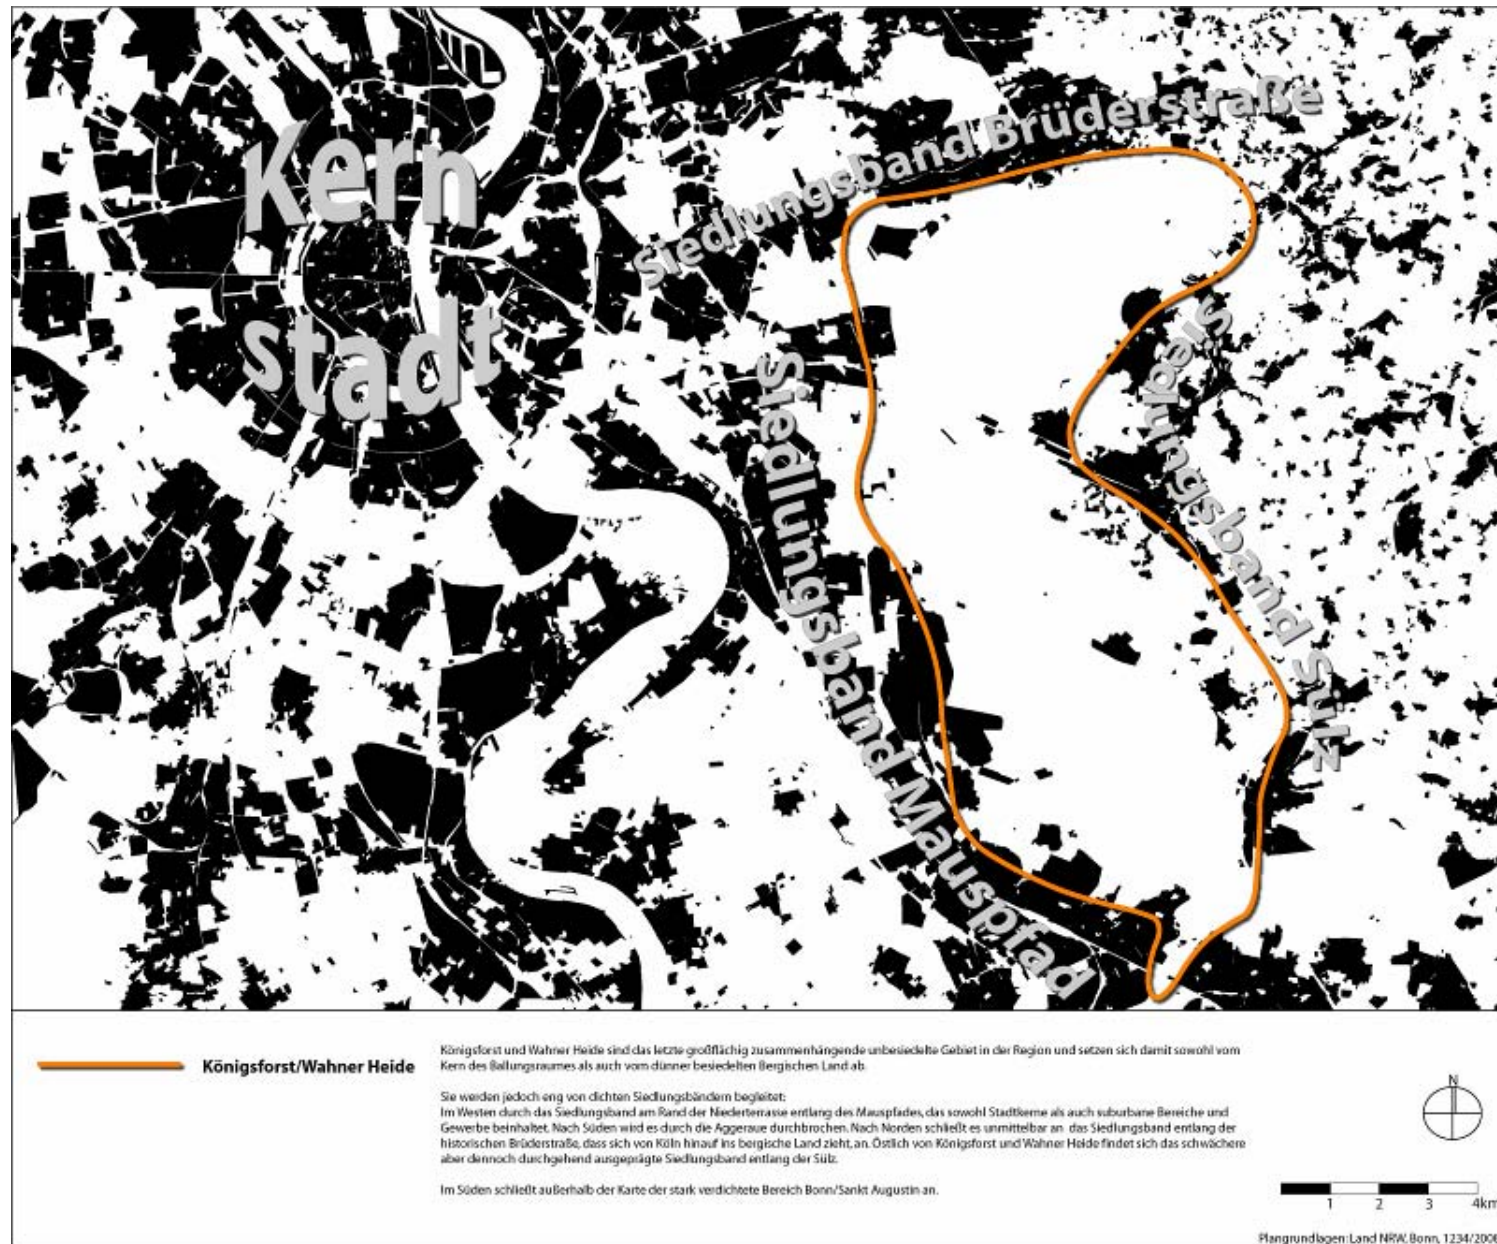 Kern
stadt
Siedlungsband Brüderstraße
Siedlungsband Mauspfad
Siedlungsband Sülz
Königsforst/Wahner Heide
Königsforst und Wahner Heide sind das letzte großflächig zusammenhängende unbesiedelte Gebiet in der Region und setzen sich damit sowohl vom
Kern des Ballungsraumes als auch vom dünner besiedelten Bergischen Land ab.
Sie werden jedoch eng von dichten Siedlungsbändern begleitet:
Im Westen durch das Siedlungsband am Rand der Niederterrasse entlang des Mauspfades, das sowohl Stadtkerne als auch suburbane Bereiche und
Gewerbe beinhaltet. Nach Süden wird es durch die Aggeraue durchbrochen. Nach Norden schließt es unmittelbar an das Siedlungsband entlang der
historischen Brüderstraße, dass sich von Köln hinauf ins bergische Land zieht, an. Östlich von Königsforst und Wahner Heide findet sich das schwächere
aber dennoch durchgehend ausgeprägte Siedlungsband entlang der Sülz.
Im Süden schließt außerhalb der Karte der stark verdichtete Bereich Bonn/Sankt Augustin an.
N
1 2 3 4km
Plangrundlagen: Land NRW, Bonn, 1234/2008